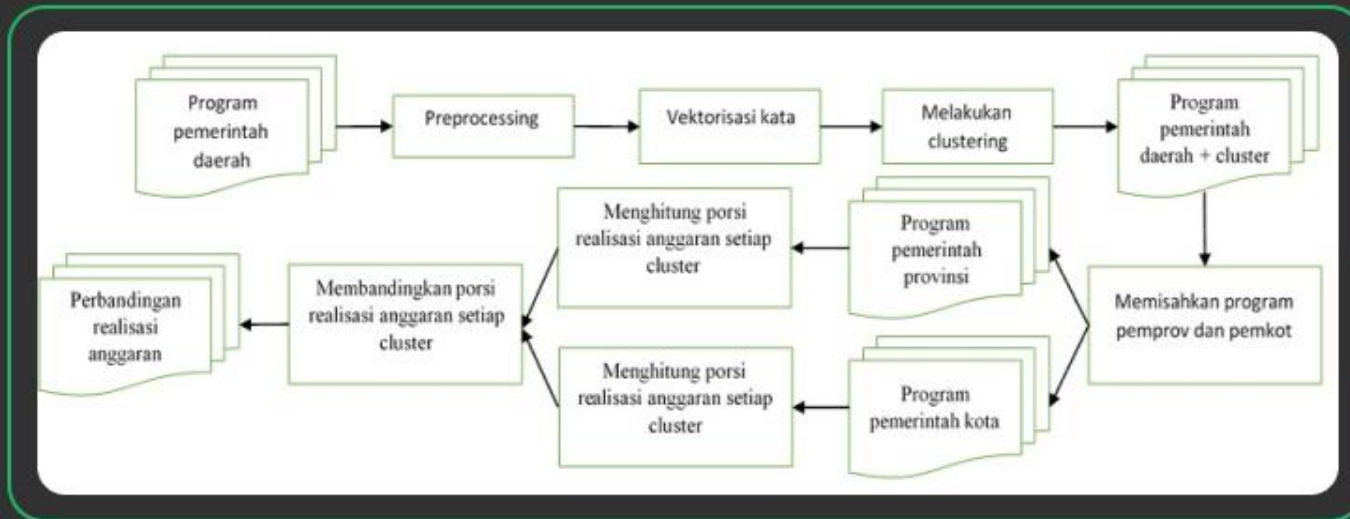 Program
pemerintah
daerah
Preprocessing
Vektorisasi kata
Melakukan
clustering
Program
pemerintah
daerah + cluster
Memisahkan program
pemprov dan pemkot
Program
pemerintah
provinsi
Menghitung porsi
realisasi anggaran setiap
cluster
Program
pemerintah kota
Menghitung porsi
realisasi anggaran setiap
cluster
Membandingkan porsi
realisasi anggaran setiap
cluster
Perbandingan
realisasi
anggaran